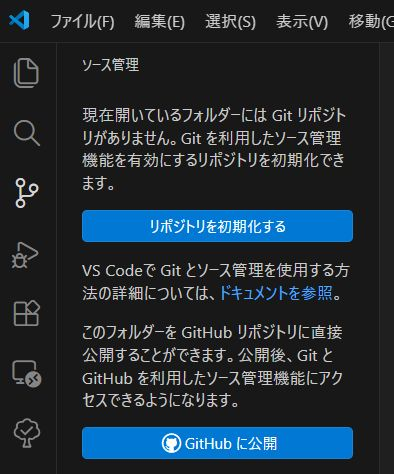 ファイル(F) 編集(E) 選択(S) 表示(V) 移動(G
ソース管理
現在開いているフォルダーには Git リポジト
リがありません。Git を利用したソース管理
機能を有効にするリポジトリを初期化でき
ます。
リポジトリを初期化する
VS Codeで Git とソース管理を使用する方
法の詳細については、ドキュメントを参照。
このフォルダーを GitHub リポジトリに直接
公開することができます。公開後、Git と
GitHub を利用したソース管理機能にアク
セスできるようになります。
GitHub に公開